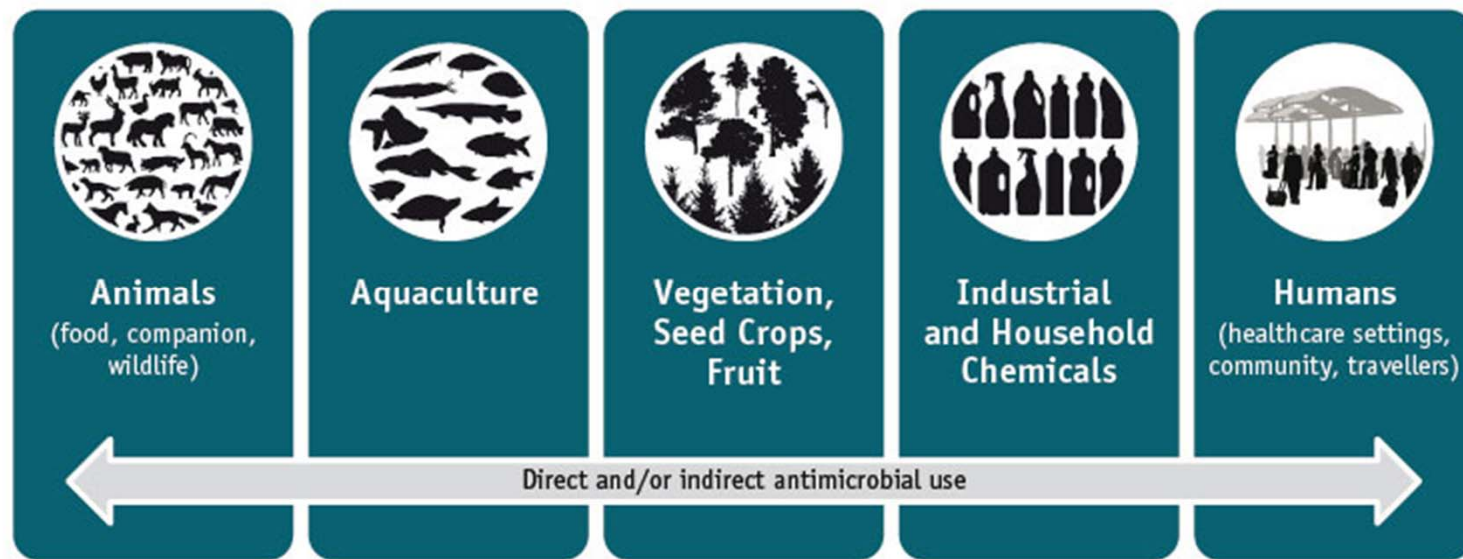 Animals
(food, companion,
wildlife)
Aquaculture
Vegetation,
Seed Crops,
Fruit
Industrial
and Household
Chemicals
Humans
(healthcare settings,
community, travellers)
Direct and/or indirect antimicrobial use